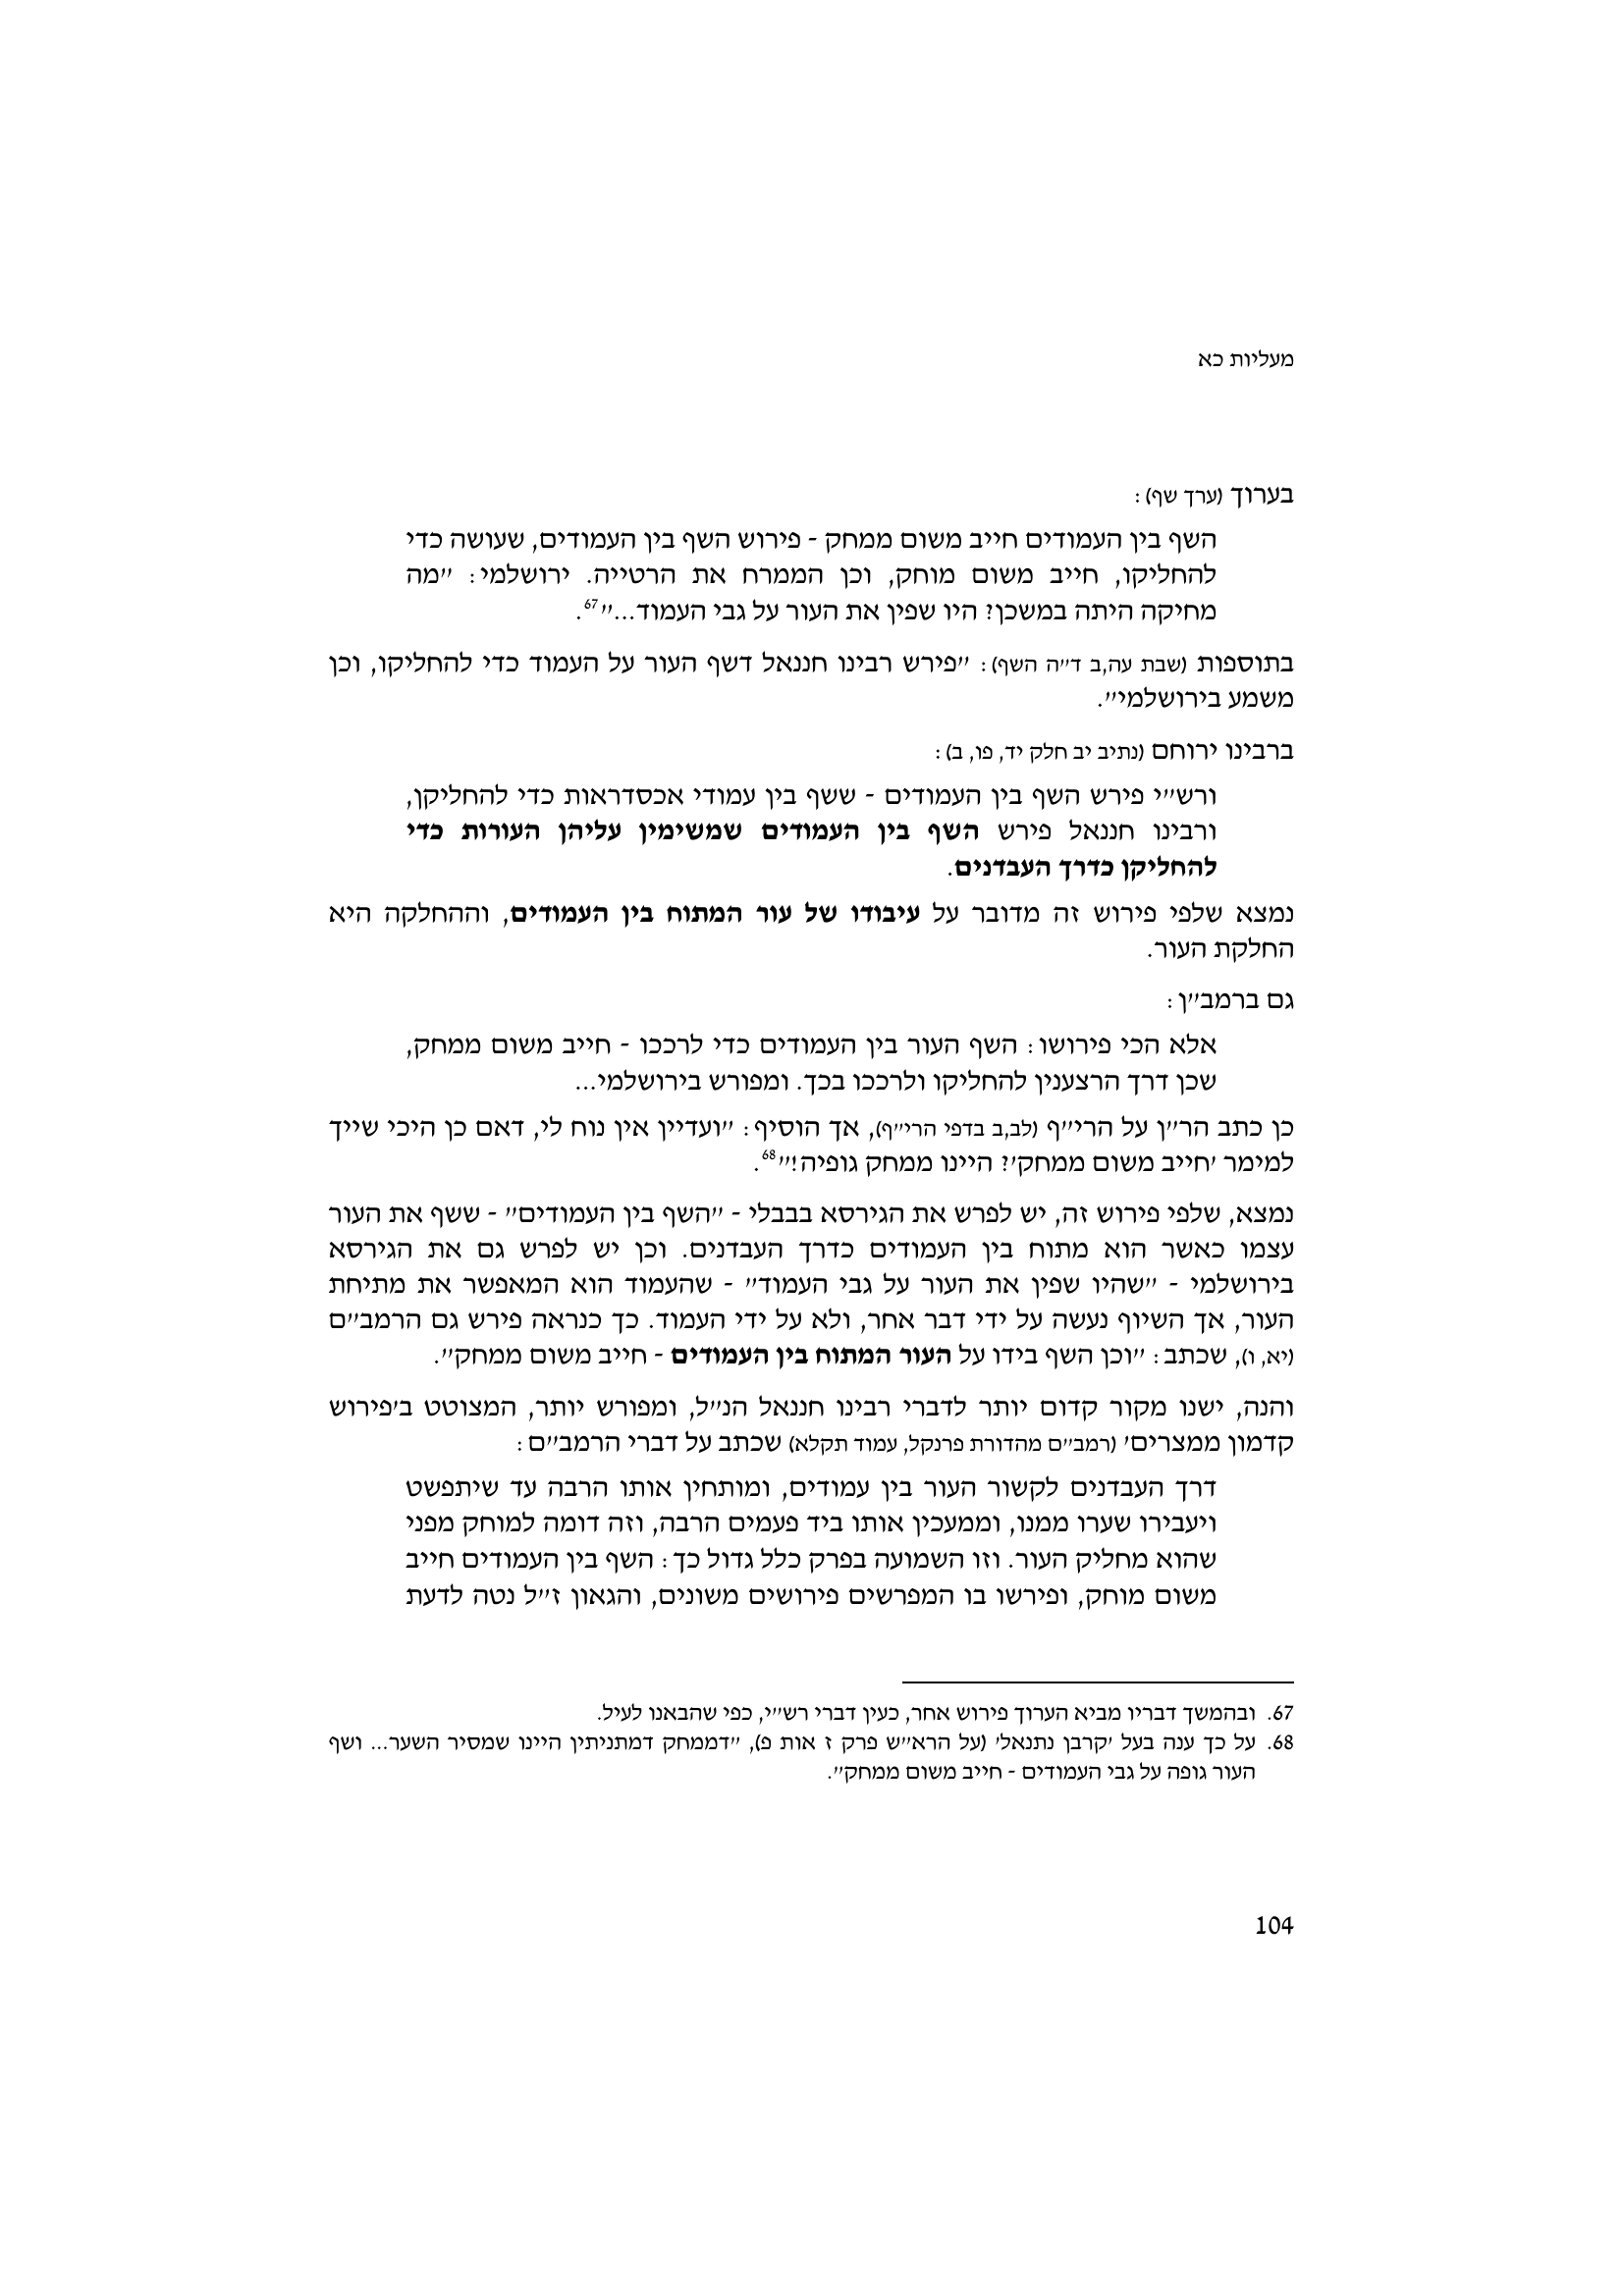 מעליות כא
בערוך (ערך שף):
השף בין העמודים חייב משום ממחק - פירוש השף בין העמודים, שעושה כדי
להחליקו, חייב משום מוחק, וכן הממרח את הרטייה. ירושלמי: ״מה
מחיקה היתה במשכן? היו שפין את העור על גבי העמוד...״67.
בתוספות (שבת עה,ב ד״ה השף): ״פירש רבינו חננאל דשף העור על העמוד כדי להחליקו, וכן
משמע בירושלמי״.
ברבינו ירוחם (נתיב יב חלק יד, פו, ב):
ורש״י פירש השף בין העמודים - ששף בין עמודי אכסדראות כדי להחליקן,
ורבינו חננאל פירש השף בין העמודים שמשימין עליהן העורות כדי
להחליקן כדרך העבדנים.
נמצא שלפי פירוש זה מדובר על עיבודו של עור המתוח בין העמודים, וההחלקה היא
החלקת העור.
גם ברמב״ן:
אלא הכי פירושו: השף העור בין העמודים כדי לרככו - חייב משום ממחק,
שכן דרך הרצענין להחליקו ולרככו בכך. ומפורש בירושלמי...
כן כתב הר״ן על הרי״ף (לב,ב בדפי הרי״ף), אך הוסיף: ״ועדיין אין נוח לי, דאם כן היכי שייך
למימר ׳חייב משום ממחק׳? היינו ממחק גופיה!״68.
נמצא, שלפי פירוש זה, יש לפרש את הגירסא בבבלי - ״השף בין העמודים״ - ששף את העור
עצמו כאשר הוא מתוח בין העמודים כדרך העבדנים. וכן יש לפרש גם את הגירסא
בירושלמי - ״שהיו שפין את העור על גבי העמוד״ - שהעמוד הוא המאפשר את מתיחת
העור, אך השיוף נעשה על ידי דבר אחר, ולא על ידי העמוד. כך כנראה פירש גם הרמב״ם
(יא, ו), שכתב: ״וכן השף בידו על העור המתוח בין העמודים - חייב משום ממחק״.
והנה, ישנו מקור קדום יותר לדברי רבינו חננאל הנ״ל, ומפורש יותר, המצוטט ב׳פירוש
קדמון ממצרים׳ (רמב״ם מהדורת פרנקל, עמוד תקלא) שכתב על דברי הרמב״ם:
דרך העבדנים לקשור העור בין עמודים, ומותחין אותו הרבה עד שיתפשט
ויעבירו שערו ממנו, וממעכין אותו ביד פעמים הרבה, וזה דומה למוחק מפני
שהוא מחליק העור. וזו השמועה בפרק כלל גדול כך: השף בין העמודים חייב
משום מוחק, ופירשו בו המפרשים פירושים משונים, והגאון ז״ל נטה לדעת
67. ובהמשך דבריו מביא הערוך פירוש אחר, כעין דברי רש״י, כפי שהבאנו לעיל.
68. על כך ענה בעל ׳קרבן נתנאל׳ (על הרא״ש פרק ז אות פ), ״דממחק דמתניתין היינו שמסיר השער... ושף
העור גופה על גבי העמודים - חייב משום ממחק״.
104